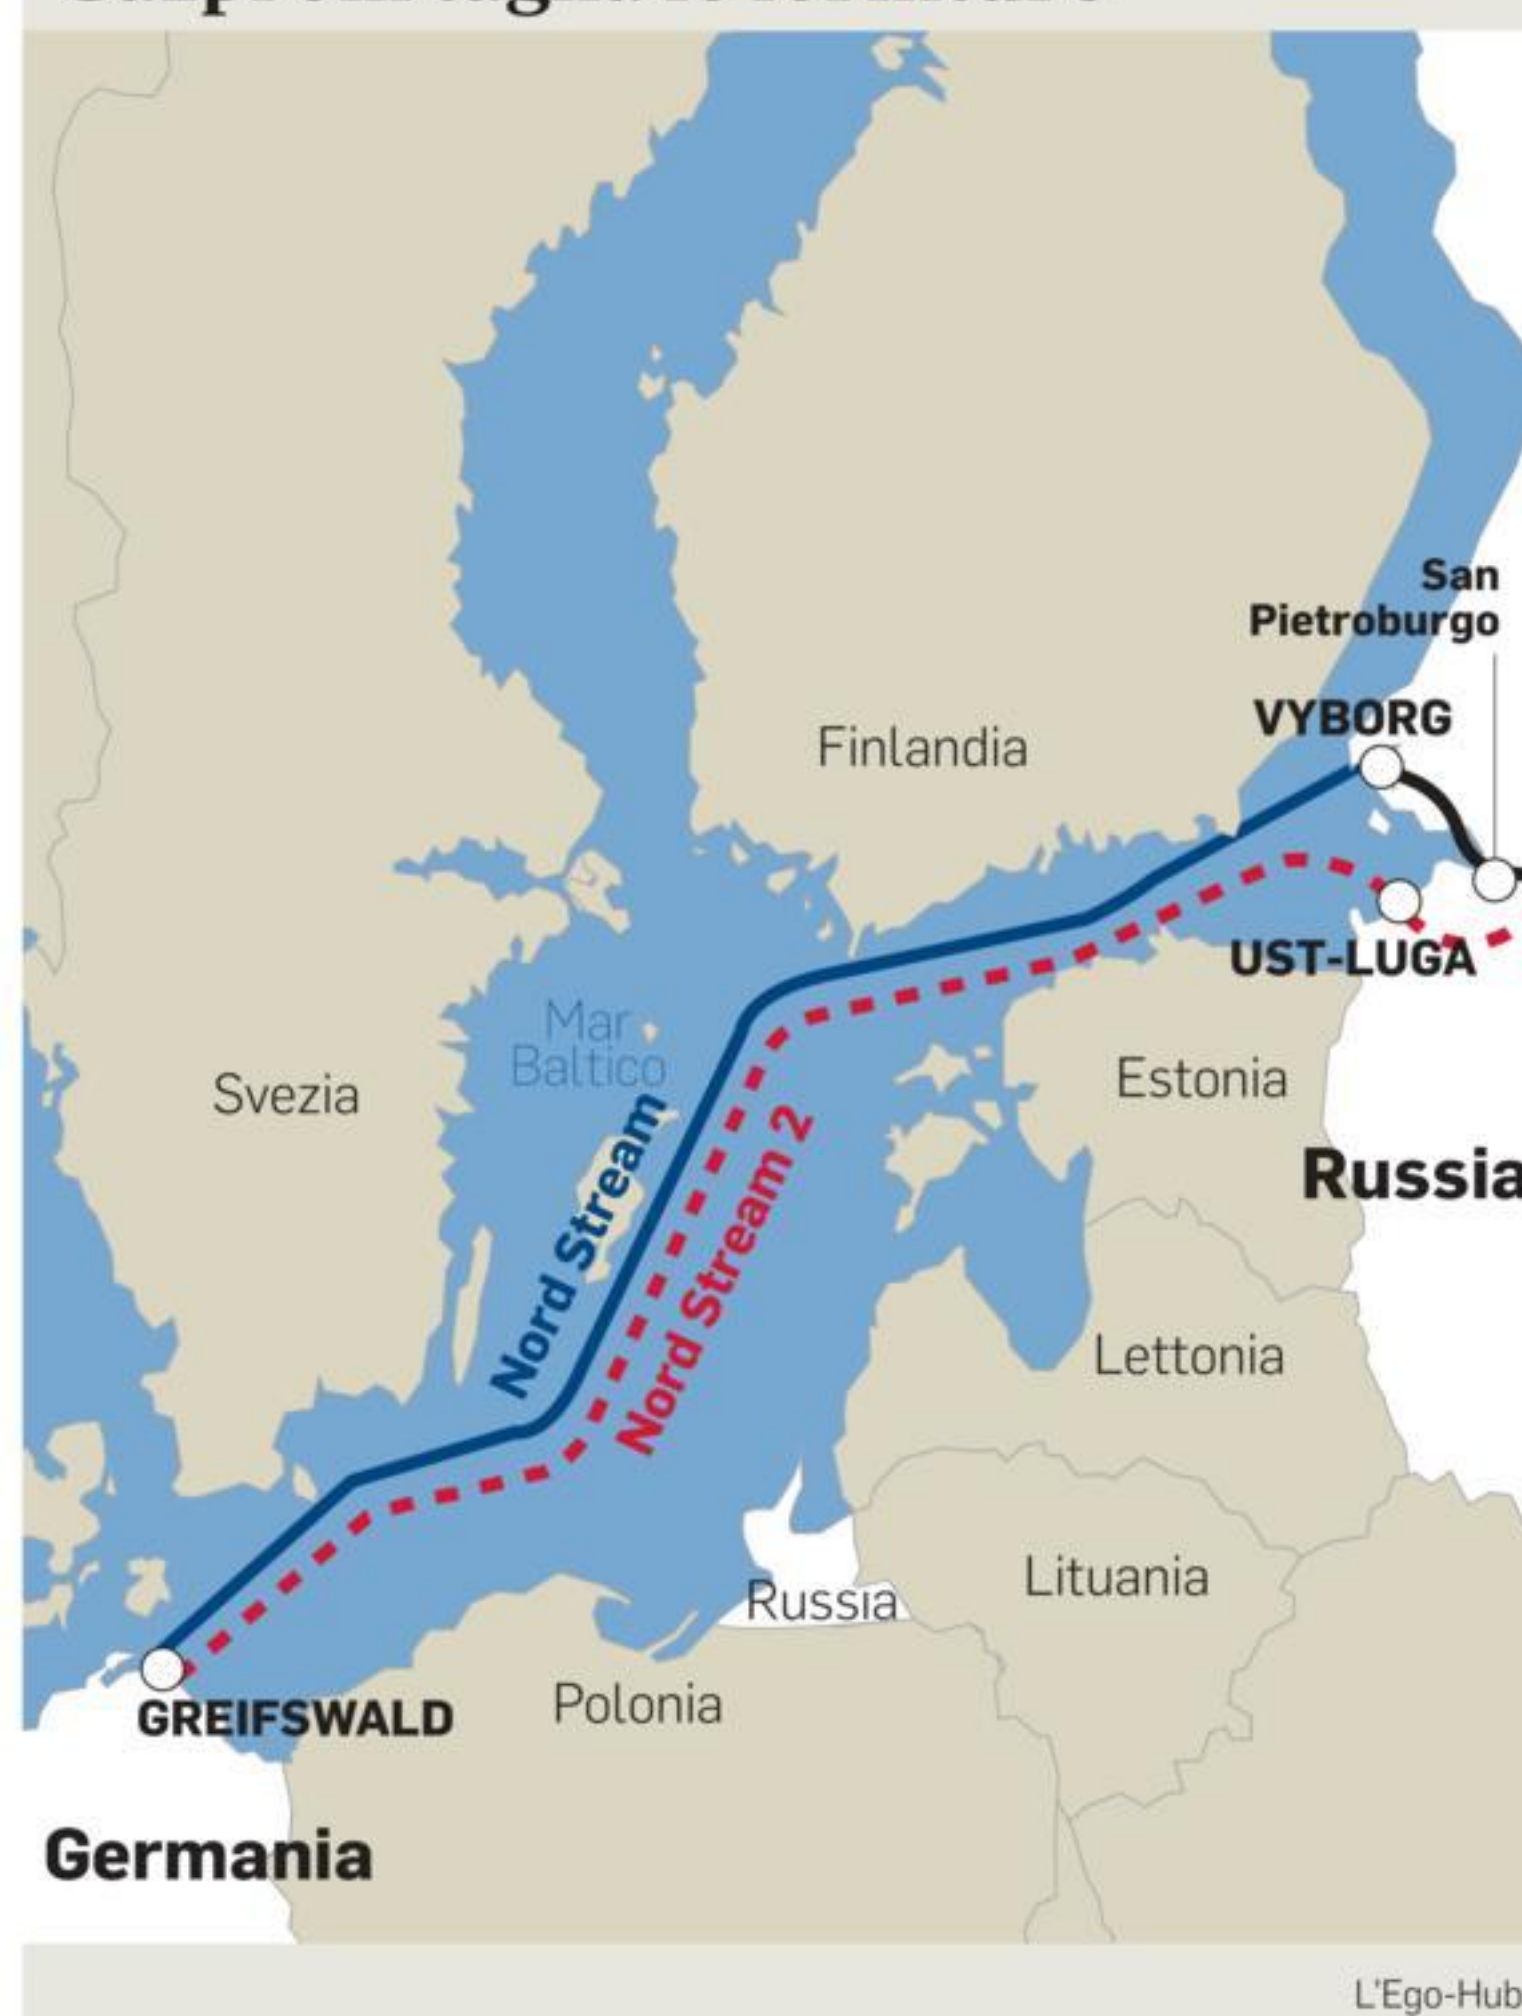 San
Pietroburgo
VYBORG
Finlandia
UST-LUGA
Mar
Baltico
Svezia
Estonia
Nord Stream
Nord Stream 2
Russia
Lettonia
Lituania
Russia
GREIFSWALD
Polonia
Germania
L'Ego-Hub